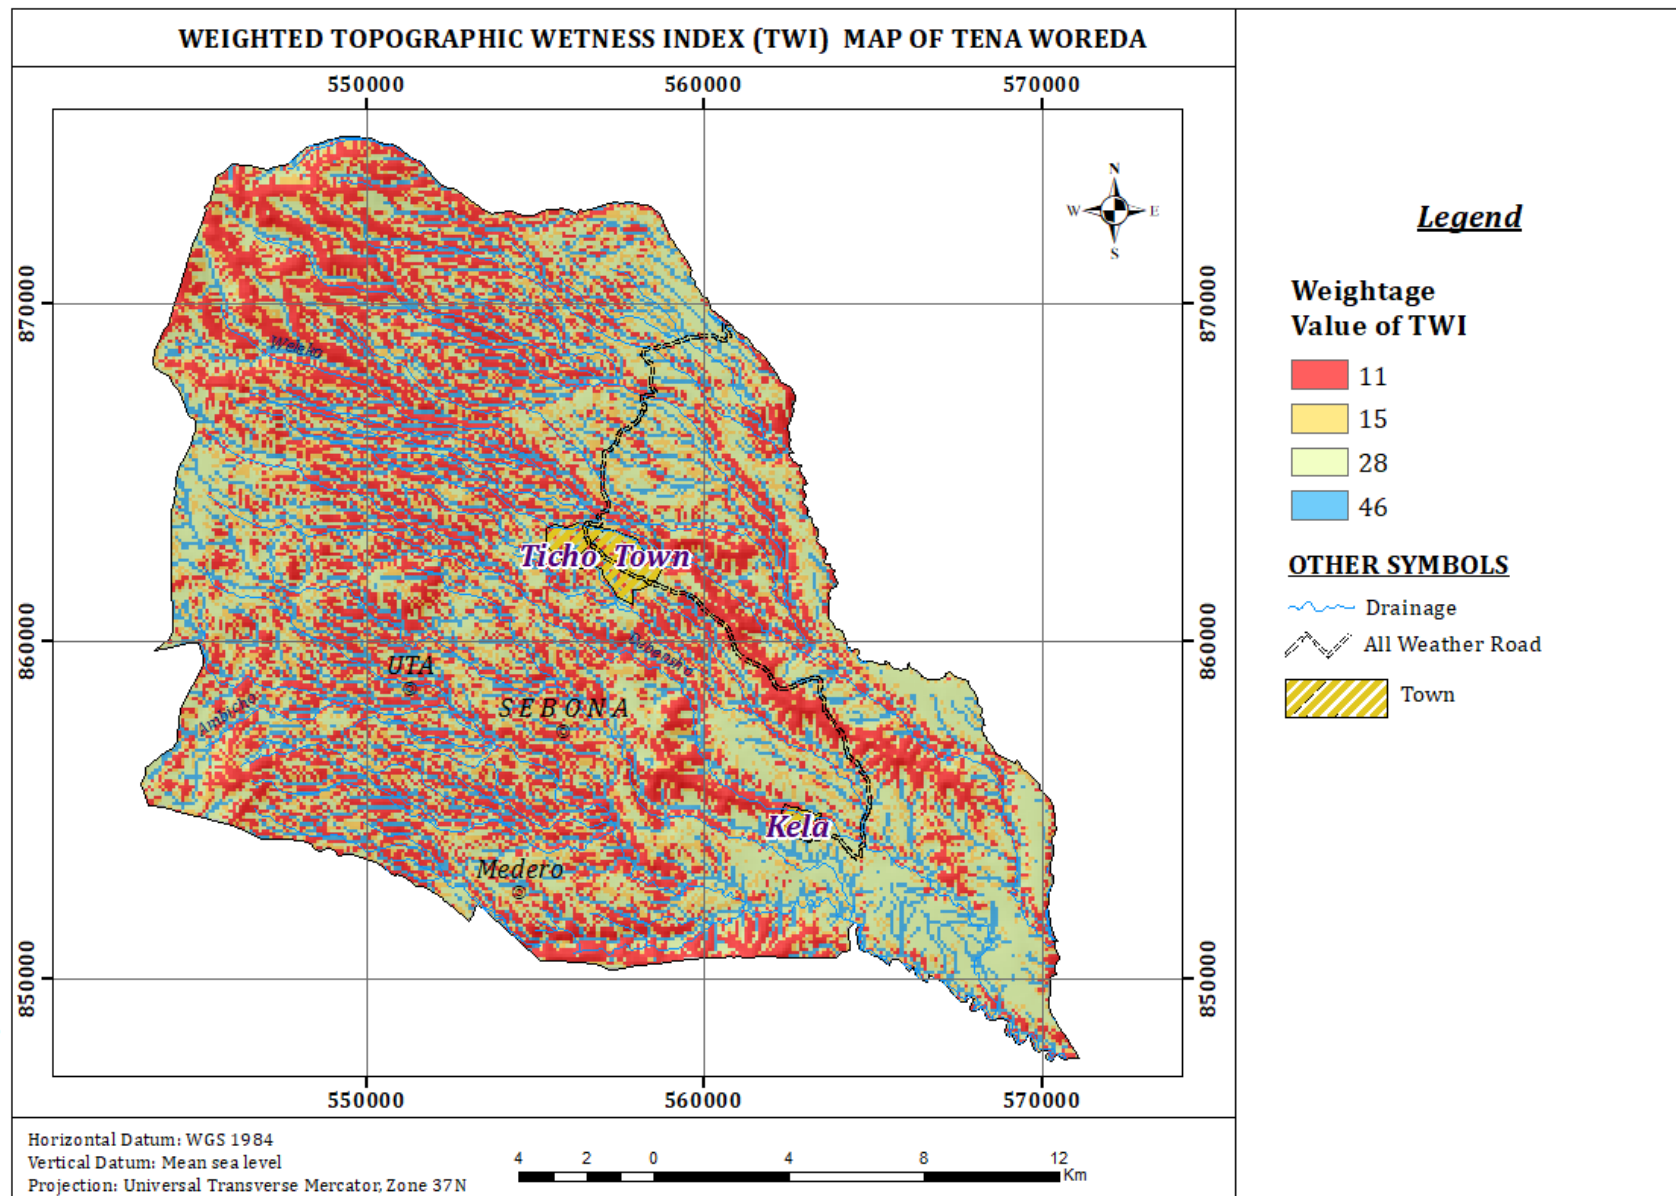 WEIGHTED TOPOGRAPHIC WETNESS INDEX (TWI) MAP OF TENA WOREDA
550000 560000 570000
N
W E
S
870000 870000
Welako
Ticho Town
860000 860000
Dubensho
UTA
SEBONA
Ambicha
Kela
Medero
850000 850000
550000 560000 570000
Horizontal Datum: WGS 1984
Vertical Datum: Mean sea level
Projection: Universal Transverse Mercator, Zone 37N
4 2 0 4 8 12
Km
Legend
Weightage
Value of TWI
11
15
28
46
OTHER SYMBOLS
Drainage
All Weather Road
Town